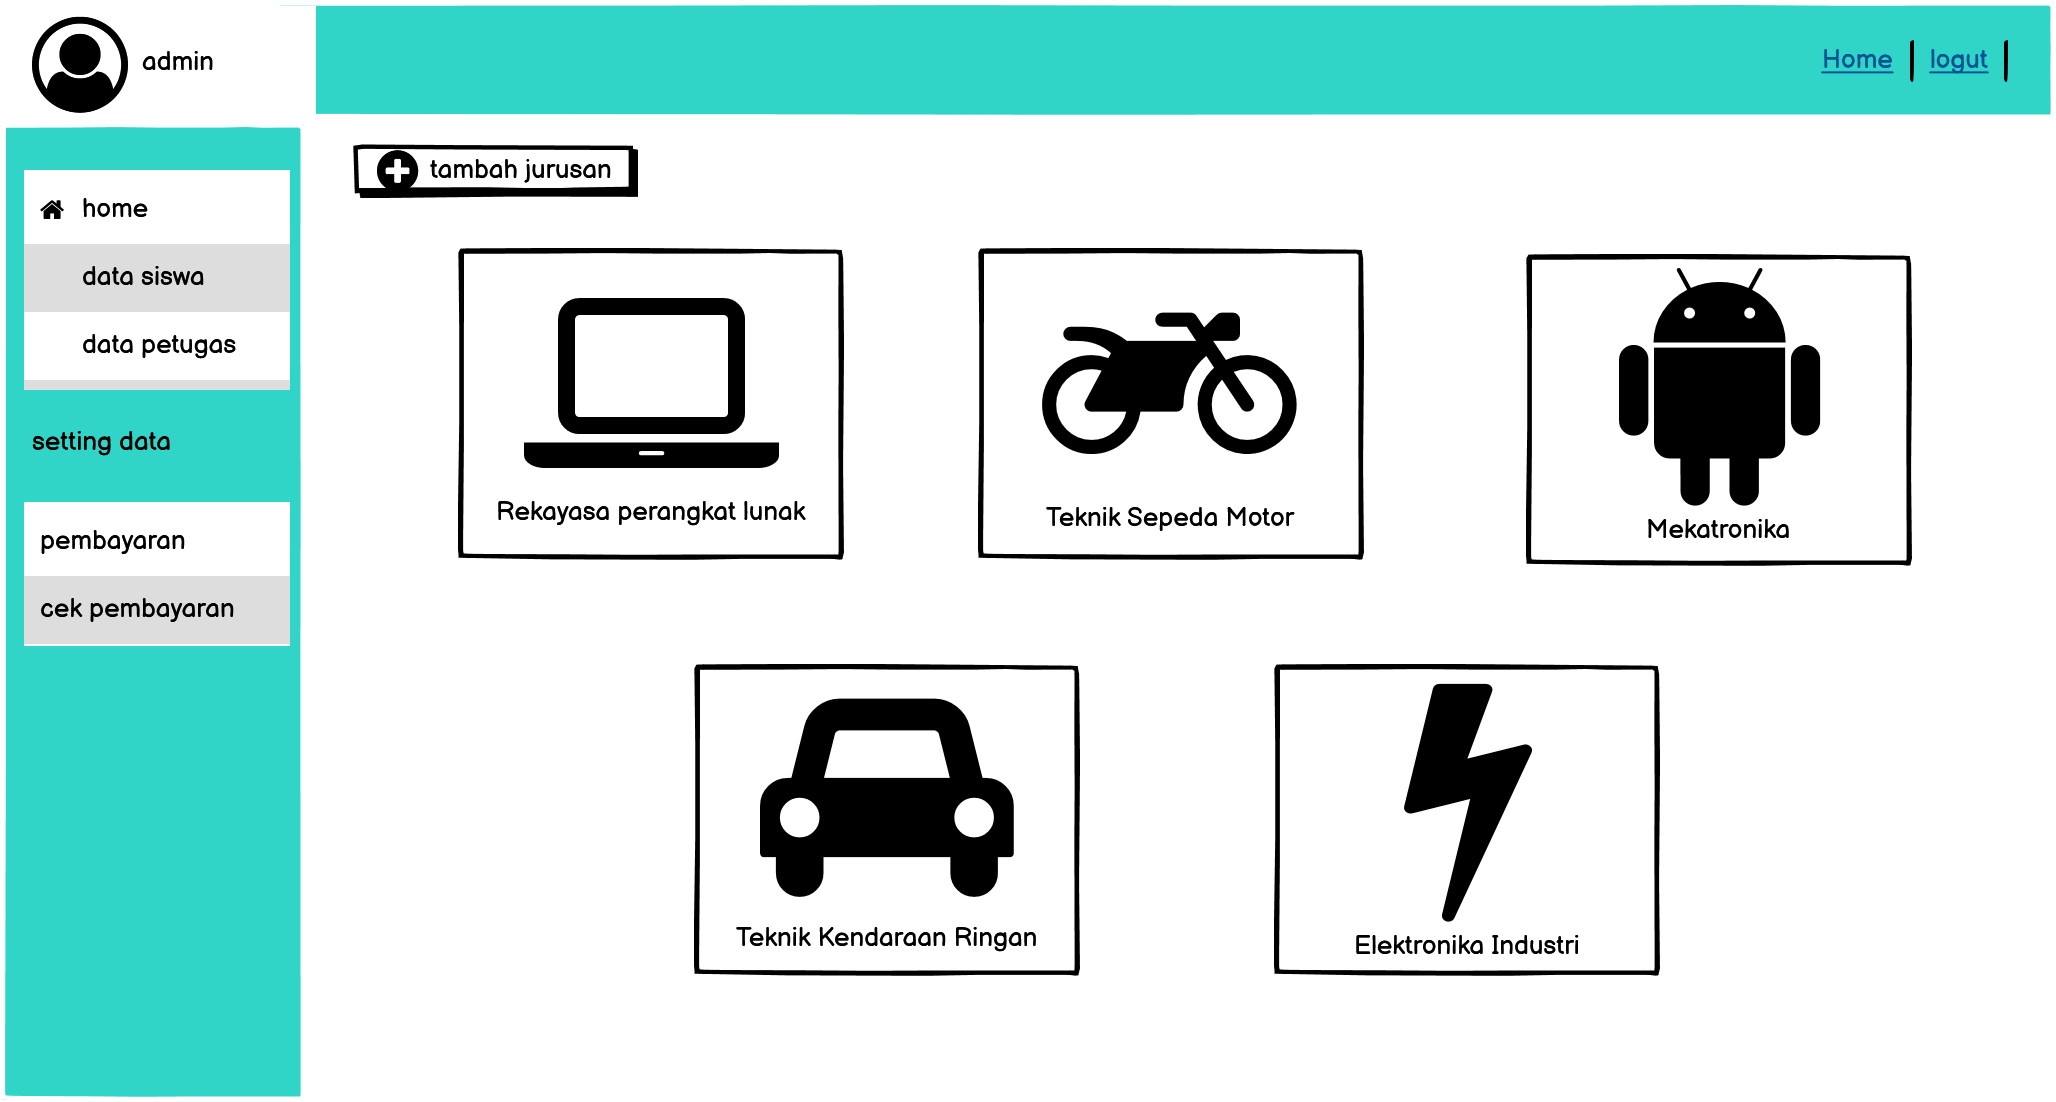 admin
Home
logut
tambah jurusan
home
data siswa
data petugas
setting data
pembayaran
cek pembayaran
Rekayasa perangkat lunak
Teknik Sepeda Motor
Mekatronika
Teknik Kendaraan Ringan
Elektronika Industri